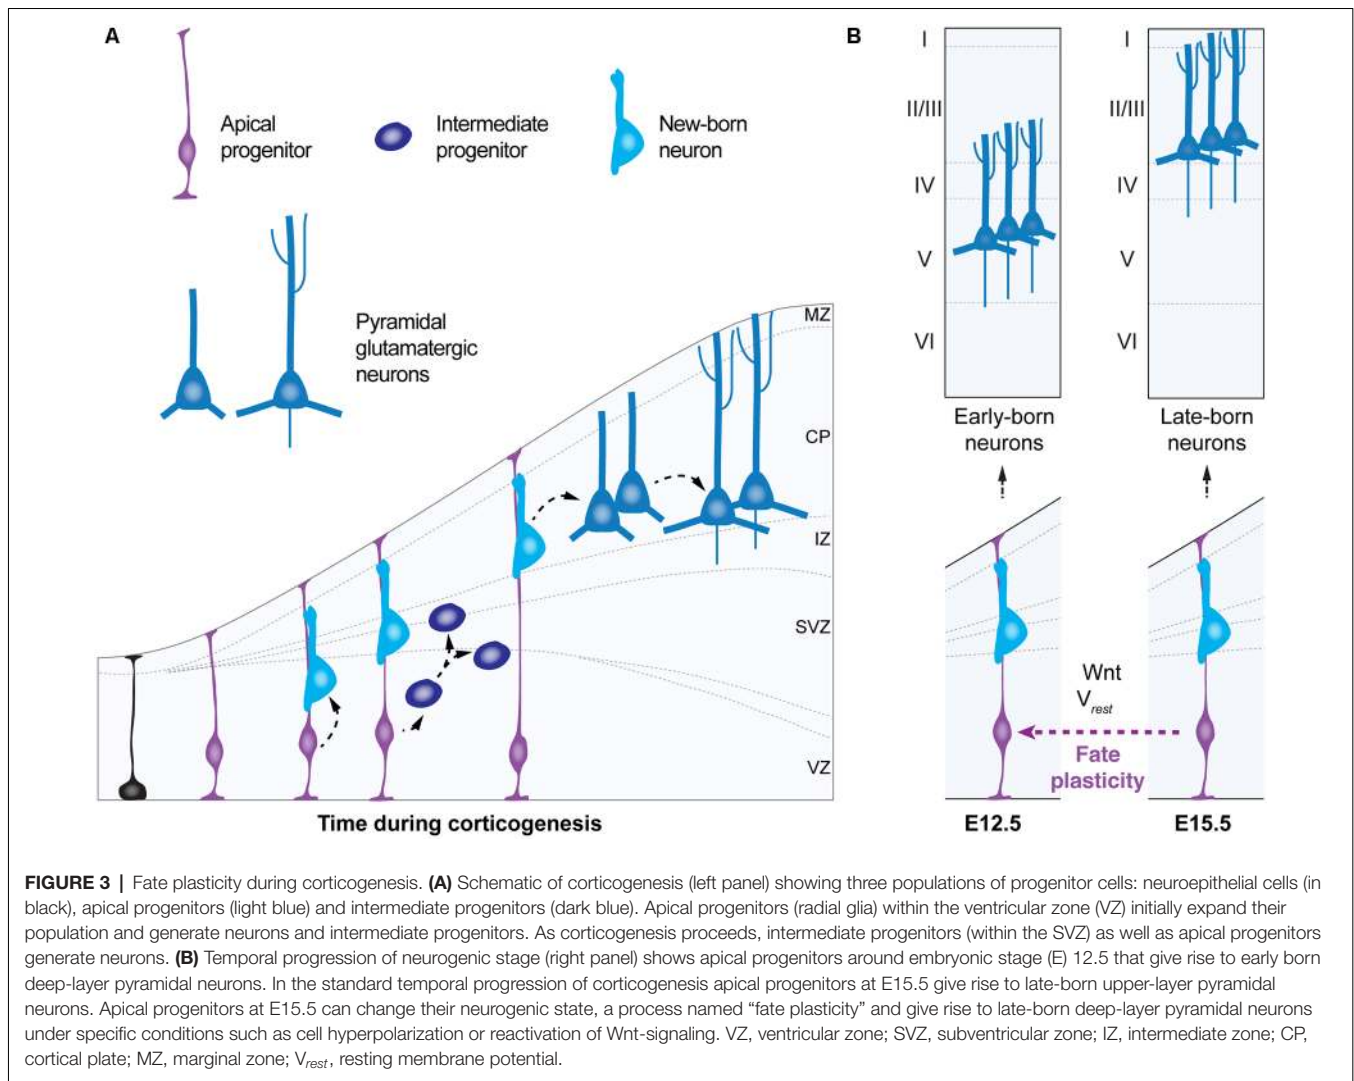 A
Apical
progenitor
Intermediate
progenitor
New-born
neuron
Pyramidal
glutamatergic
neurons
MZ
CP
IZ
SVZ
VZ
Time during corticogenesis
B
I
II/III
IV
V
VI
I
II/III
IV
V
VI
Early-born
neurons
Late-born
neurons
Wnt
Vrest
Fate
plasticity
E12.5
E15.5
FIGURE 3 | Fate plasticity during corticogenesis. (A) Schematic of corticogenesis (left panel) showing three populations of progenitor cells: neuroepithelial cells (in
black), apical progenitors (light blue) and intermediate progenitors (dark blue). Apical progenitors (radial glia) within the ventricular zone (VZ) initially expand their
population and generate neurons and intermediate progenitors. As corticogenesis proceeds, intermediate progenitors (within the SVZ) as well as apical progenitors
generate neurons. (B) Temporal progression of neurogenic stage (right panel) shows apical progenitors around embryonic stage (E) 12.5 that give rise to early born
deep-layer pyramidal neurons. In the standard temporal progression of corticogenesis apical progenitors at E15.5 give rise to late-born upper-layer pyramidal
neurons. Apical progenitors at E15.5 can change their neurogenic state, a process named “fate plasticity” and give rise to late-born deep-layer pyramidal neurons
under specific conditions such as cell hyperpolarization or reactivation of Wnt-signaling. VZ, ventricular zone; SVZ, subventricular zone; IZ, intermediate zone; CP,
cortical plate; MZ, marginal zone; Vrest, resting membrane potential.